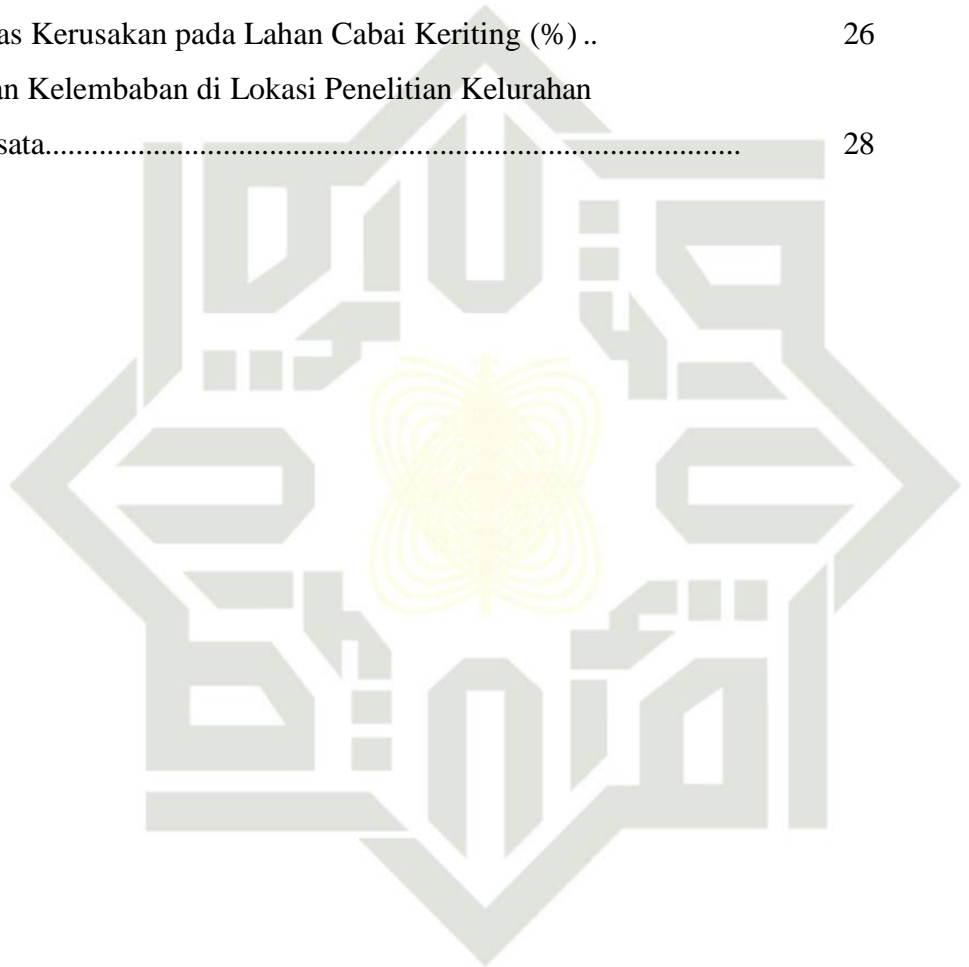 as Kerusakan pada Lahan Cabai Keriting (%) .. 26
an Kelembaban di Lokasi Penelitian Kelurahan
sata......................................................................................... 28